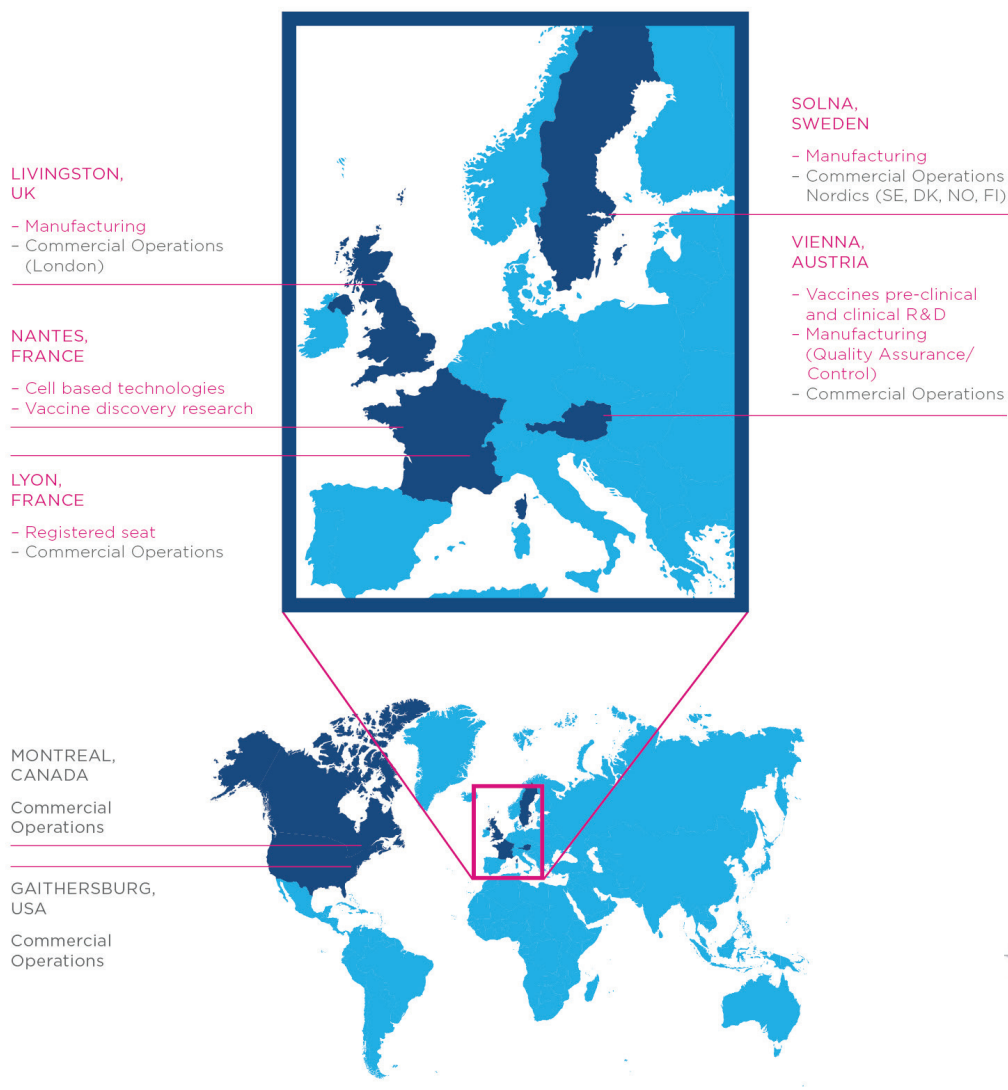 LIVINGSTON,
UK
– Manufacturing
– Commercial Operations
(London)
NANTES,
FRANCE
– Cell based technologies
– Vaccine discovery research
LYON,
FRANCE
– Registered seat
– Commercial Operations
SOLNA,
SWEDEN
– Manufacturing
– Commercial Operations
Nordics (SE, DK, NO, FI)
VIENNA,
AUSTRIA
– Vaccines pre-clinical
and clinical R&D
– Manufacturing
(Quality Assurance/
Control)
– Commercial Operations
MONTREAL,
CANADA
Commercial
Operations
GAITHERSBURG,
USA
Commercial
Operations